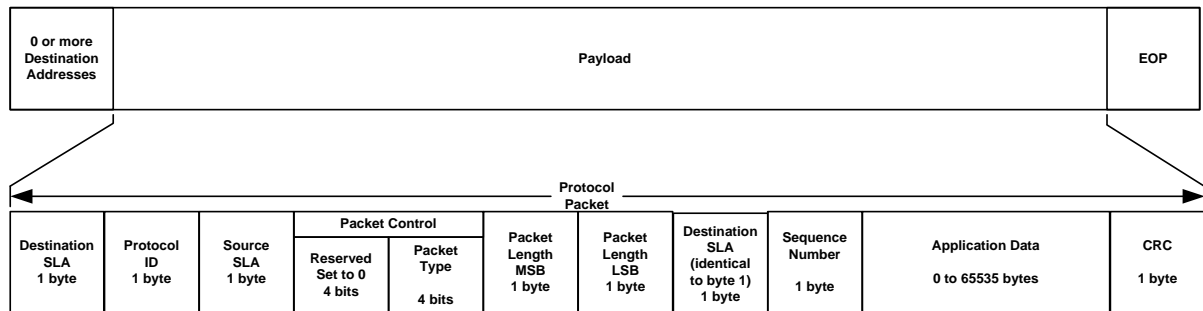 0 or more
Destination
Addresses
Payload
EOP
Protocol
Packet
Destination
SLA
1 byte
Protocol
ID
1 byte
Source
SLA
1 byte
Packet Control
Reserved
Set to 0
4 bits
Packet
Type
4 bits
Packet
Length
MSB
1 byte
Packet
Length
LSB
1 byte
Destination
SLA
(identical
to byte 1)
1 byte
Sequence
Number
1 byte
Application Data
0 to 65535 bytes
CRC
1 byte